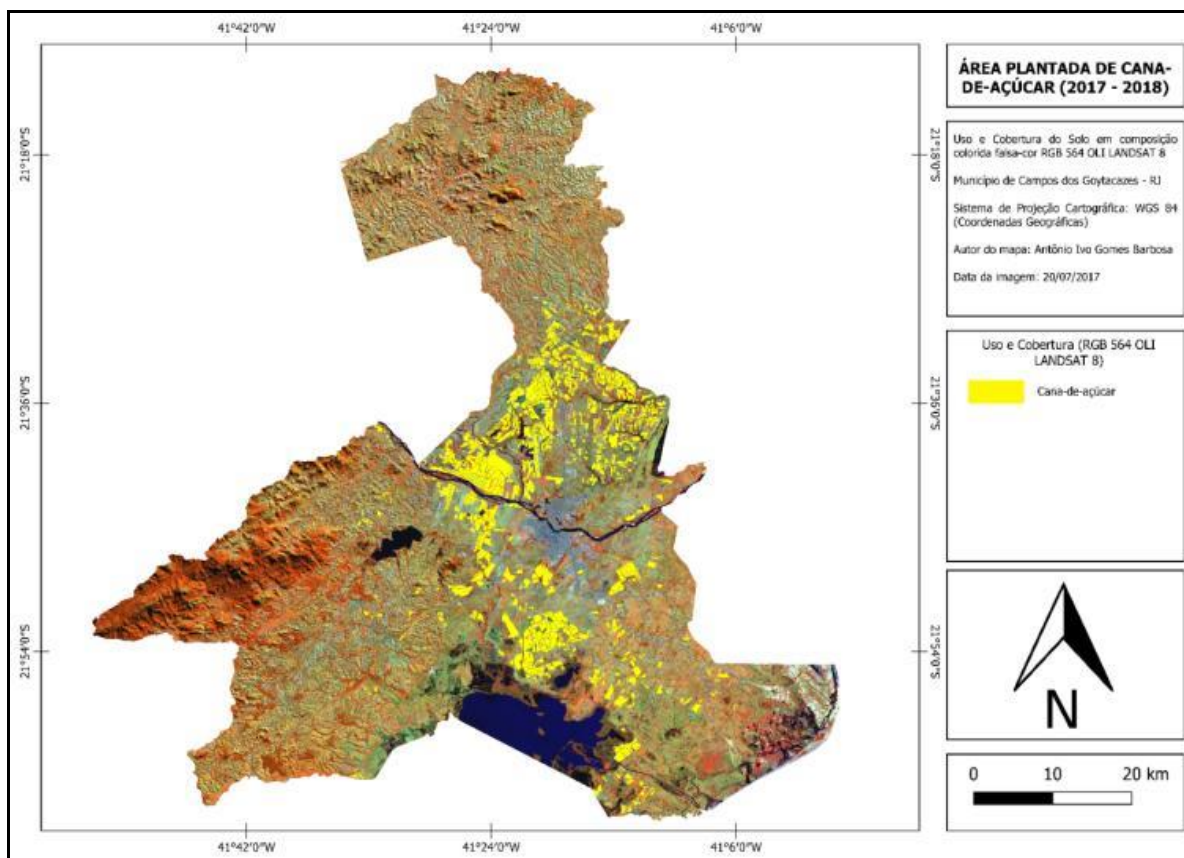 41°42'0"W 41°24'0"W 41°6'0"W
21°18'0"S 21°18'0"S
21°36'0"S 21°36'0"S
21°54'0"S 21°54'0"S
41°42'0"W 41°24'0"W 41°6'0"W
ÁREA PLANTADA DE CANA-
DE-AÇÚCAR (2017 - 2018)
Uso e Cobertura do Solo em composição
colorida falsa-cor RGB 564 OLI LANDSAT 8
Município de Campos dos Goytacazes - RJ
Sistema de Projeção Cartográfica: WGS 84
(Coordenadas Geográficas)
Autor do mapa: Antônio Ivo Gomes Barbosa
Data da imagem: 20/07/2017
Uso e Cobertura (RGB 564 OLI
LANDSAT 8)
Cana-de-açúcar
N
0 10 20 km